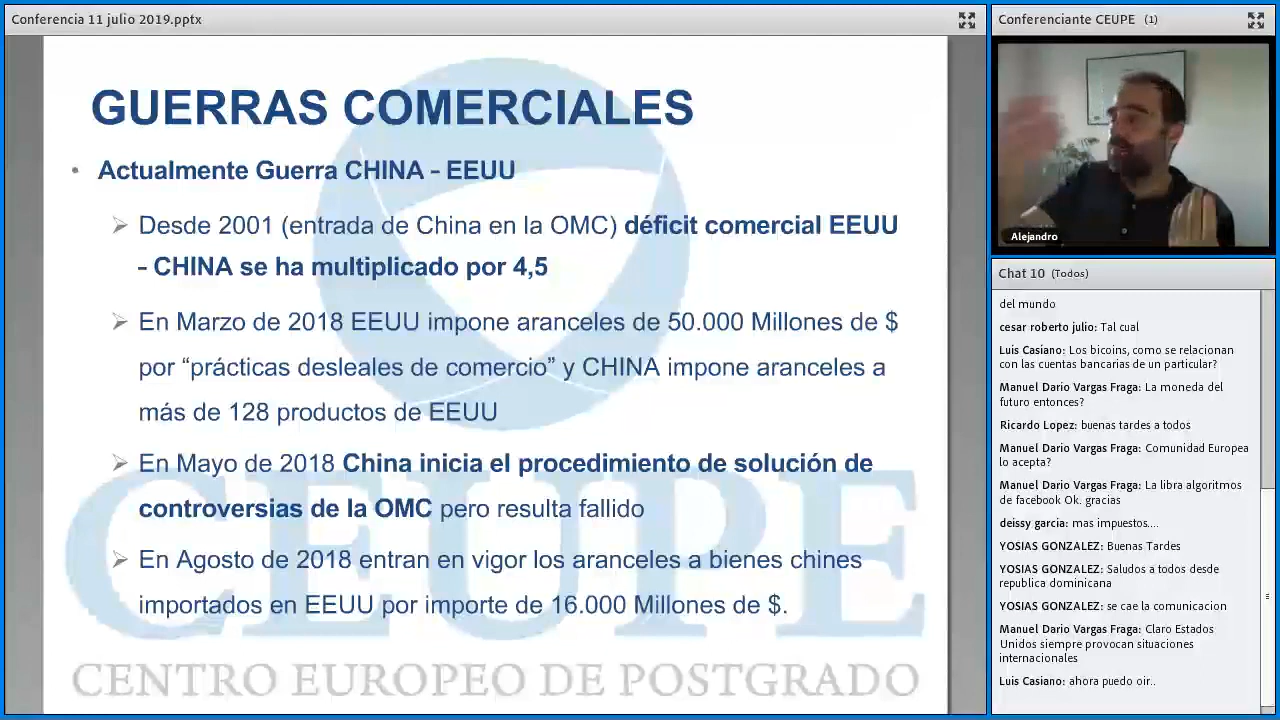 Conferencia 11 julio 2019.pptx
GUERRAS COMERCIALES
• Actualmente Guerra CHINA - EEUU
Desde 2001 (entrada de China en la OMC) déficit comercial EEUU
- CHINA se ha multiplicado por 4,5
En Marzo de 2018 EEUU impone aranceles de 50.000 Millones de $
por “prácticas desleales de comercio” y CHINA impone aranceles a
más de 128 productos de EEUU
En Mayo de 2018 China inicia el procedimiento de solución de
controversias de la OMC pero resulta fallido
En Agosto de 2018 entran en vigor los aranceles a bienes chines
importados en EEUU por importe de 16.000 Millones de $.
CEUPE
CENTRO EUROPEO DE POSTGRADO
Conferenciante CEUPE (1)
Alejandro
Chat 10 (Todos)
del mundo
cesar roberto julio: Tal cual
Luis Casiano: Los bicoins, como se relacionan
con las cuentas bancarias de un particular?
Manuel Dario Vargas Fraga: La moneda del
futuro entonces?
Ricardo Lopez: buenas tardes a todos
Manuel Dario Vargas Fraga: Comunidad Europea
lo acepta?
Manuel Dario Vargas Fraga: La libra algoritmos
de facebook Ok. gracias
deissy garcia: mas impuestos....
YOSIAS GONZALEZ: Buenas Tardes
YOSIAS GONZALEZ: Saludos a todos desde
republica dominicana
YOSIAS GONZALEZ: se cae la comunicacion
Manuel Dario Vargas Fraga: Claro Estados
Unidos siempre provocan situaciones
internacionales
Luis Casiano: ahora puedo oir..